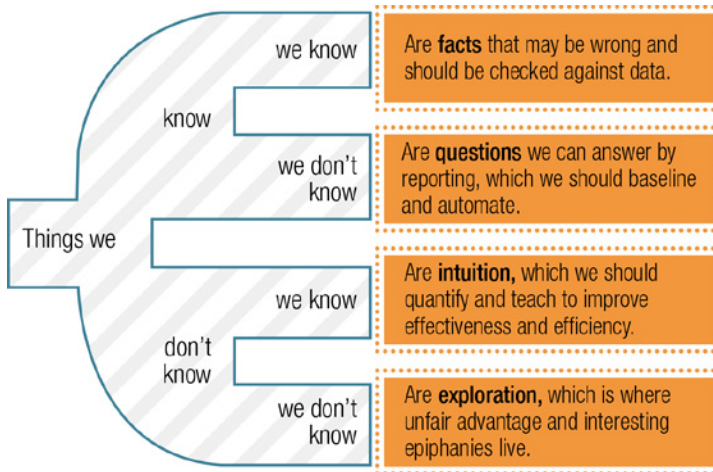 we know
Are facts that may be wrong and
should be checked against data.
know
we don't
know
Are questions we can answer by
reporting, which we should baseline
and automate.
Things we
we know
Are intuition, which we should
quantify and teach to improve
effectiveness and efficiency.
don't
know
we don't
know
Are exploration, which is where
unfair advantage and interesting
epiphanies live.